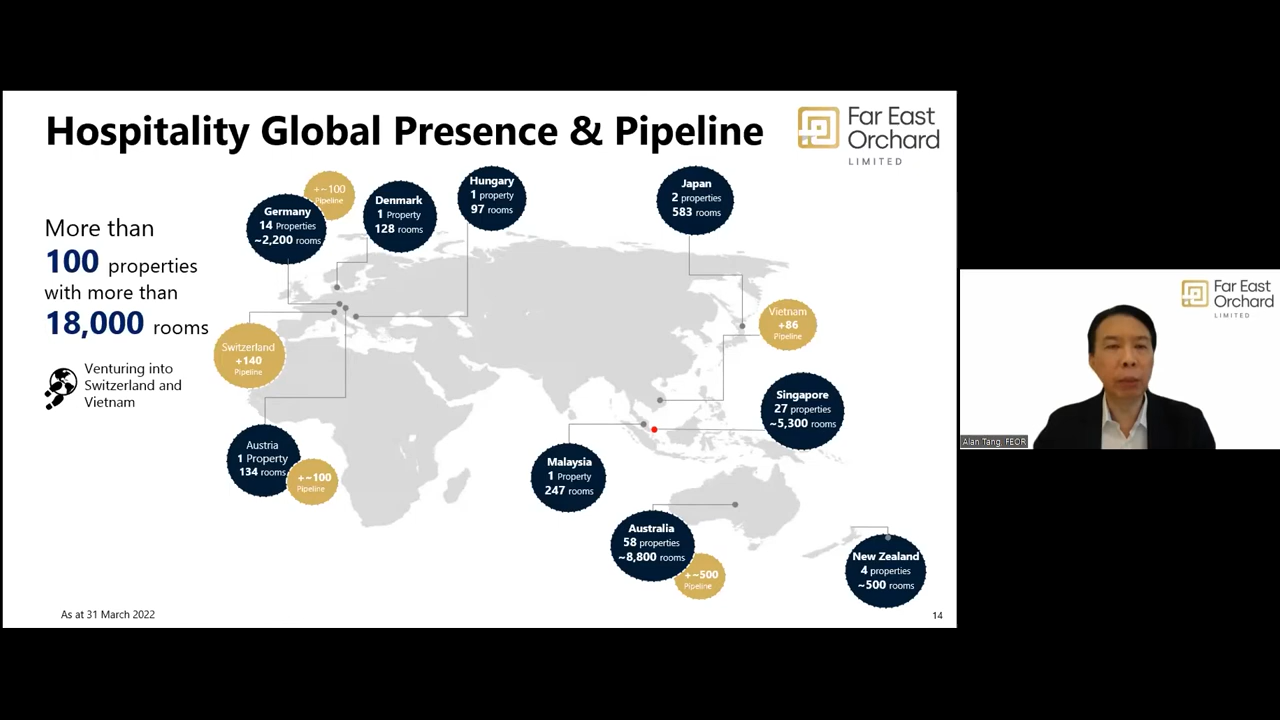 Hospitality Global Presence & Pipeline
Far East
Orchard
LIMITED
More than
100 properties
with more than
18,000 rooms
Venturing into
Switzerland and
Vietnam
+~100
Pipeline
Germany
14 Properties
~2,200 rooms
Denmark
1 Property
128 rooms
Hungary
1 property
97 rooms
Japan
2 properties
583 rooms
Switzerland
+140
Pipeline
Vietnam
+86
Pipeline
Austria
1 Property
134 rooms
+~100
Pipeline
Malaysia
1 Property
247 rooms
Singapore
27 properties
~5,300 rooms
Australia
58 properties
~8,800 rooms
+~500
Pipeline
New Zealand
4 properties
~500 rooms
As at 31 March 2022
14
Far East
Orchard
LIMITED
Alan Tang, FEOR